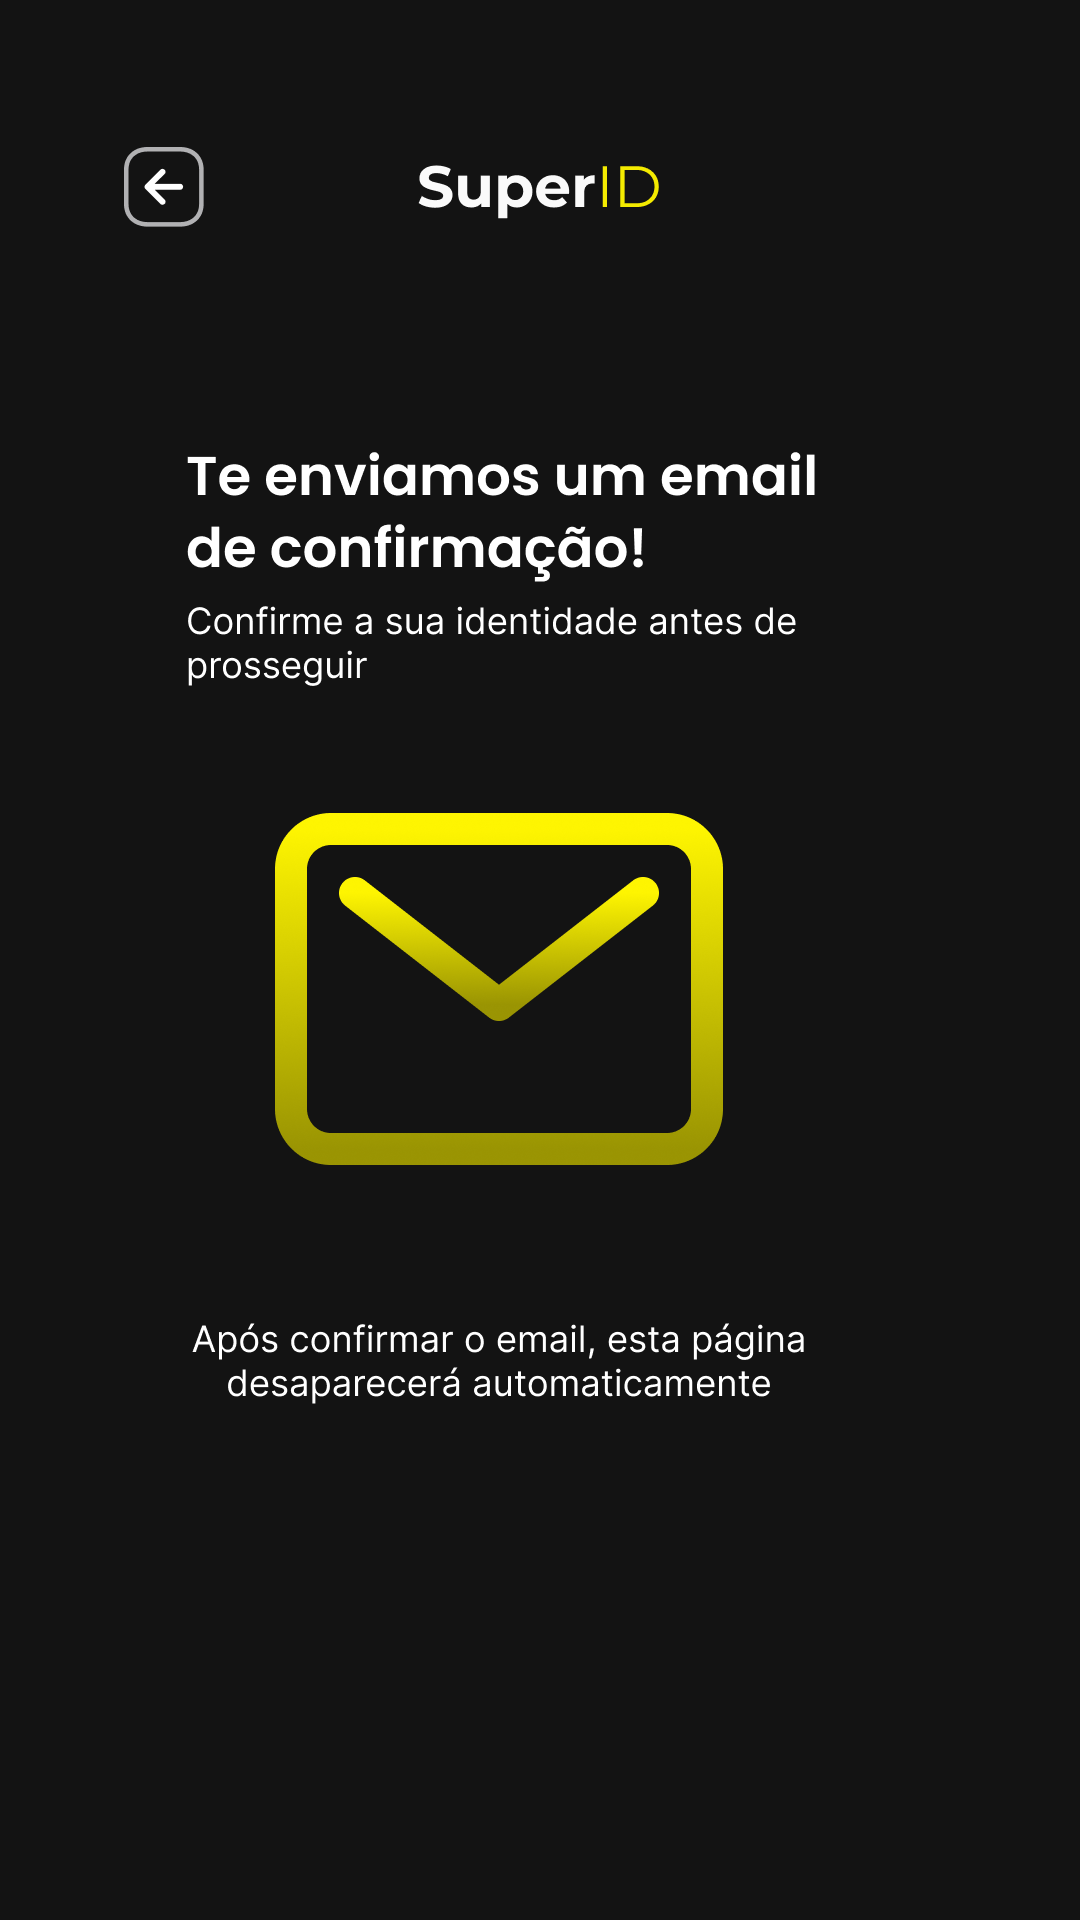 SuperID
Te enviamos um email
de confirmação!
Confirme a sua identidade antes de
prosseguir
Após confirmar o email, esta página
desaparecerá automaticamente